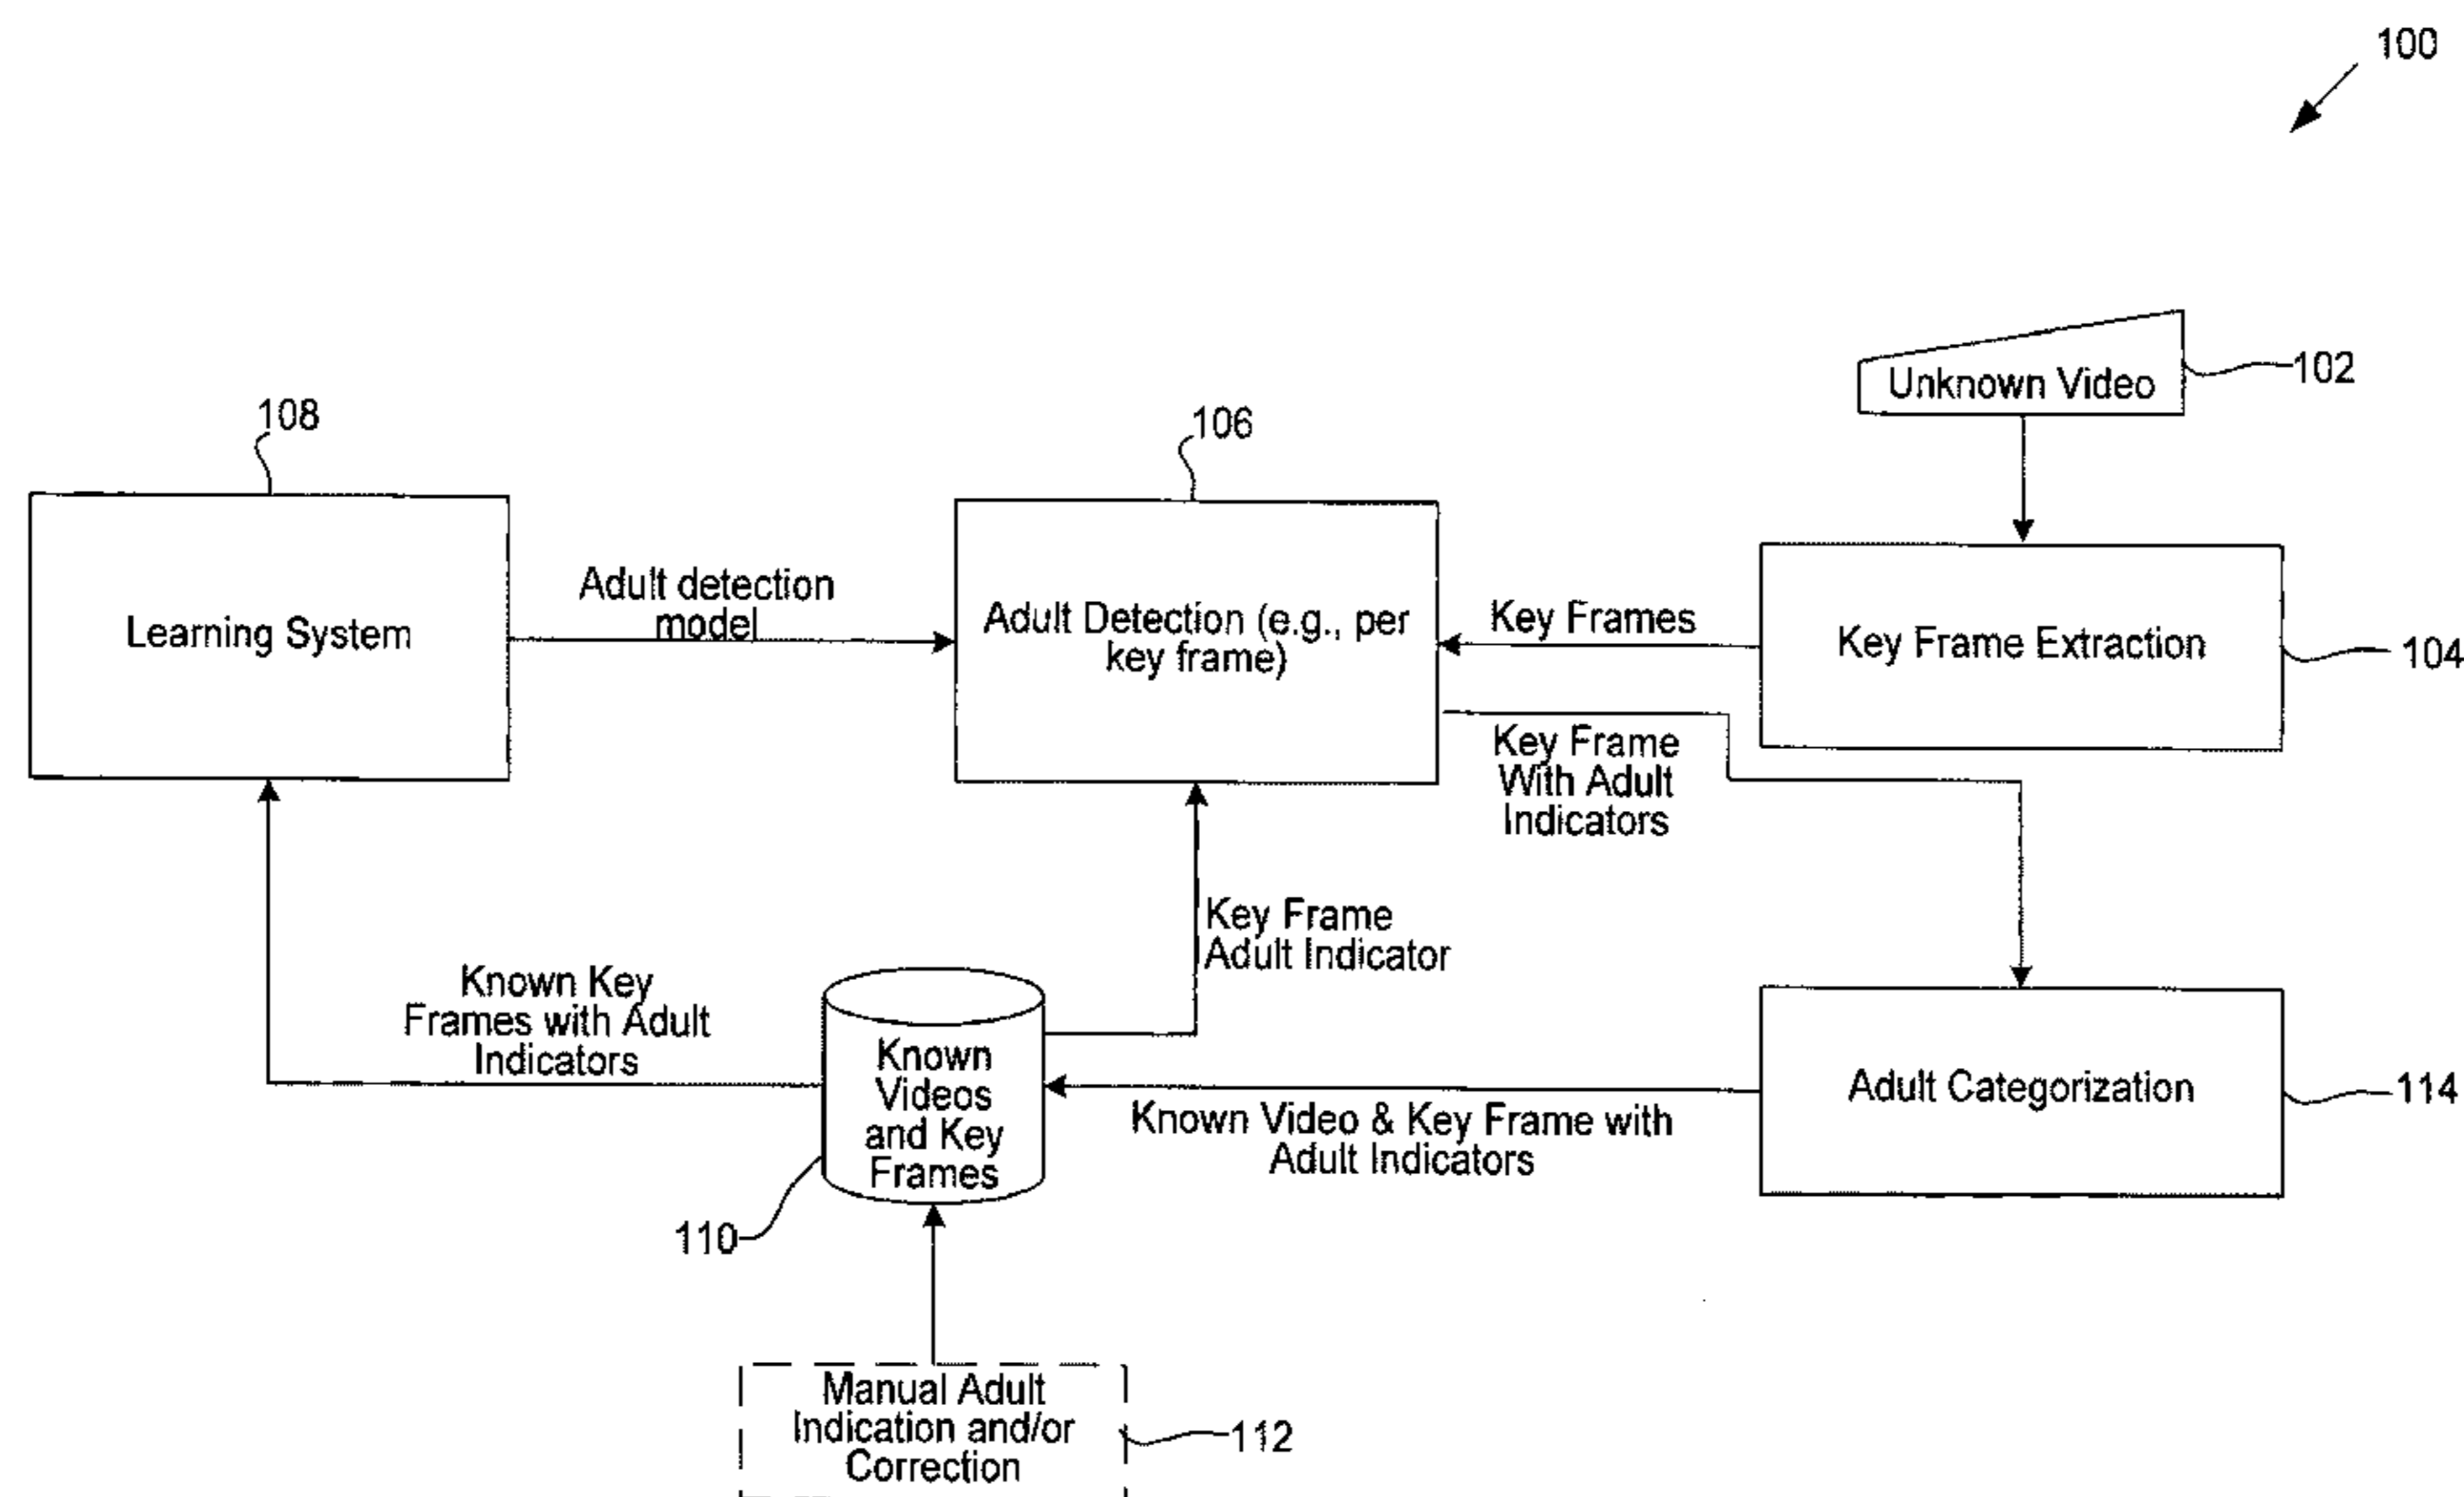 100
Unknown Video
102
108
106
Learning System
Adult detection
model
Adult Detection (e.g., per
key frame)
Key Frames
Key Frame Extraction
104
Key Frame
With Adult
Indicators
Key Frame
Adult Indicator
Known Key
Frames with Adult
Indicators
Known
Videos
and Key
Frames
110
Known Video & Key Frame with
Adult Indicators
Adult Categorization
114
Manual Adult
Indication and/or
Correction
112